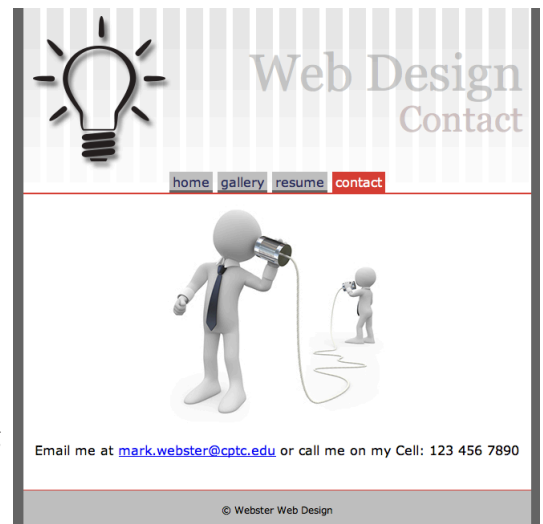 Web Design
Contact
home gallery resume contact
Email me at mark.webster@cptc.edu or call me on my Cell: 123 456 7890
© Webster Web Design